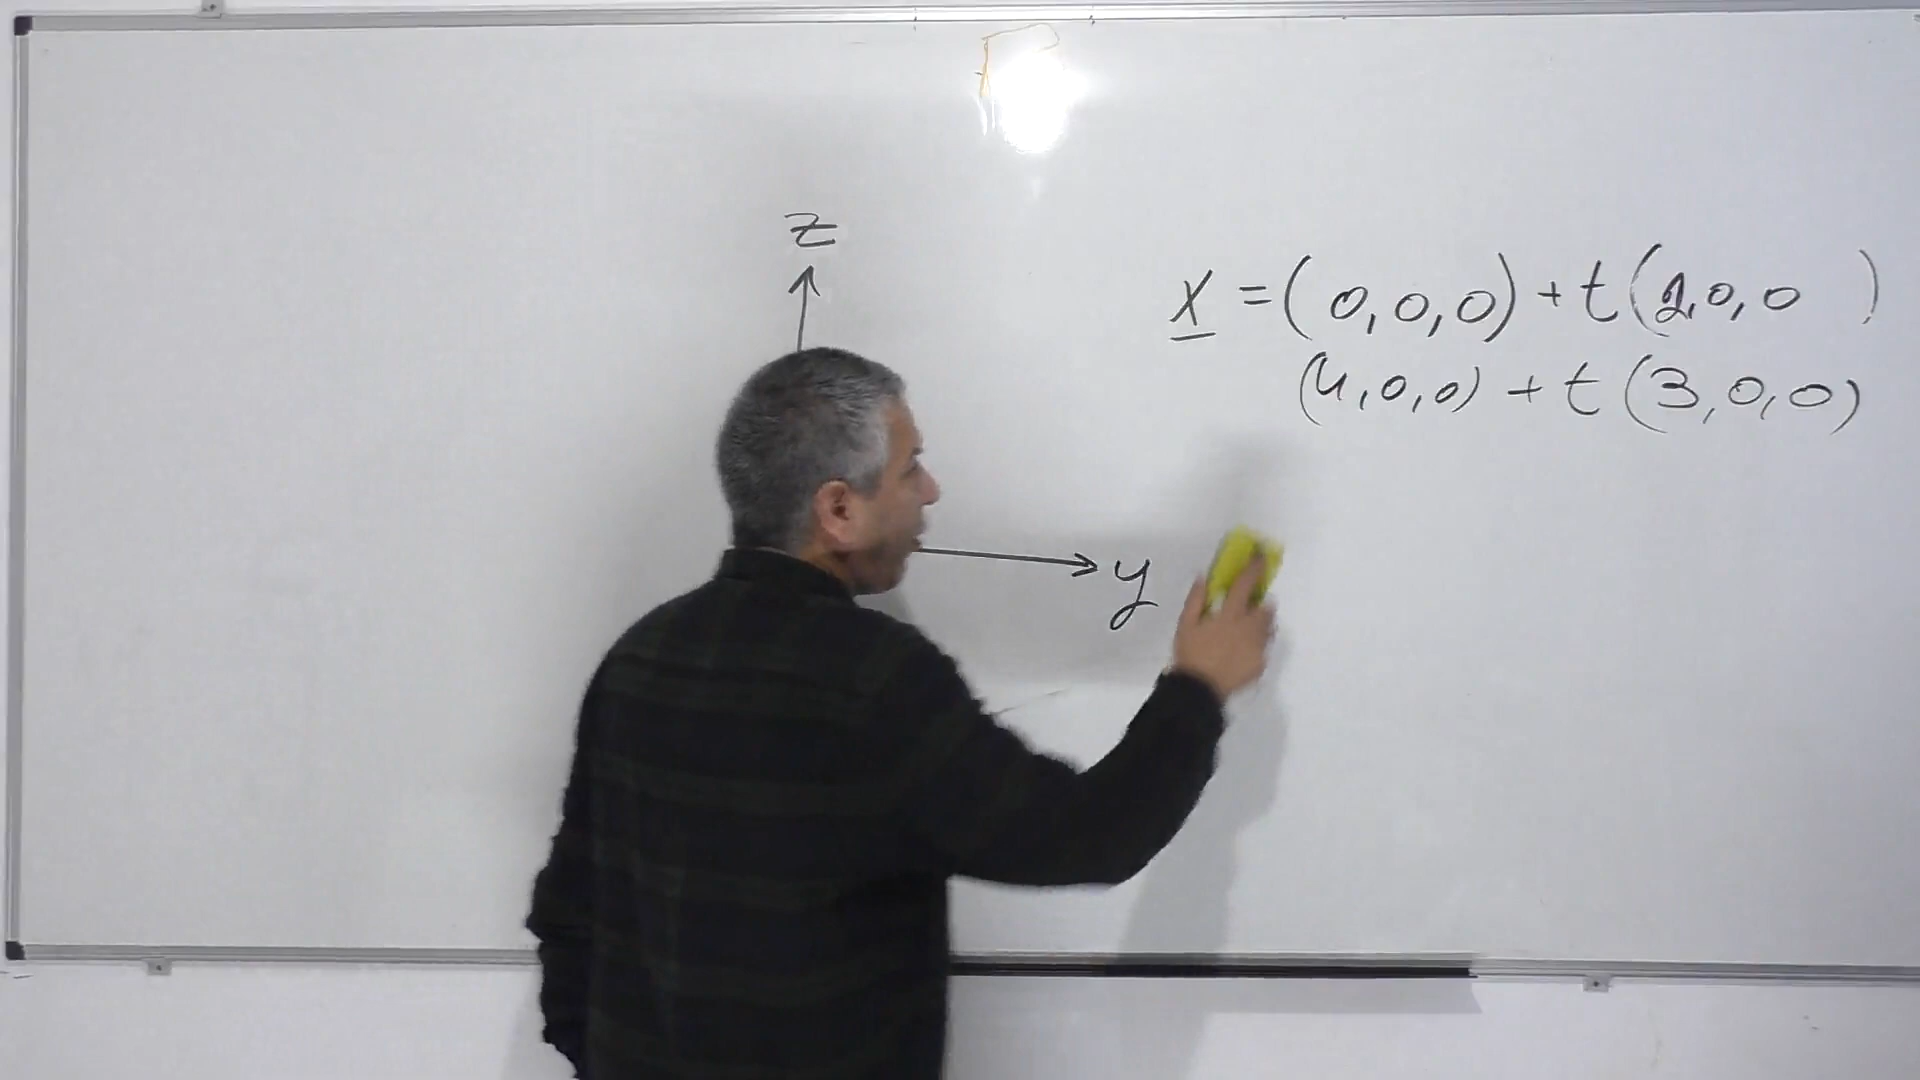 z
x = (0,0,0) + t(2,0,0 )
(4,0,0) + t(3,0,0)
y